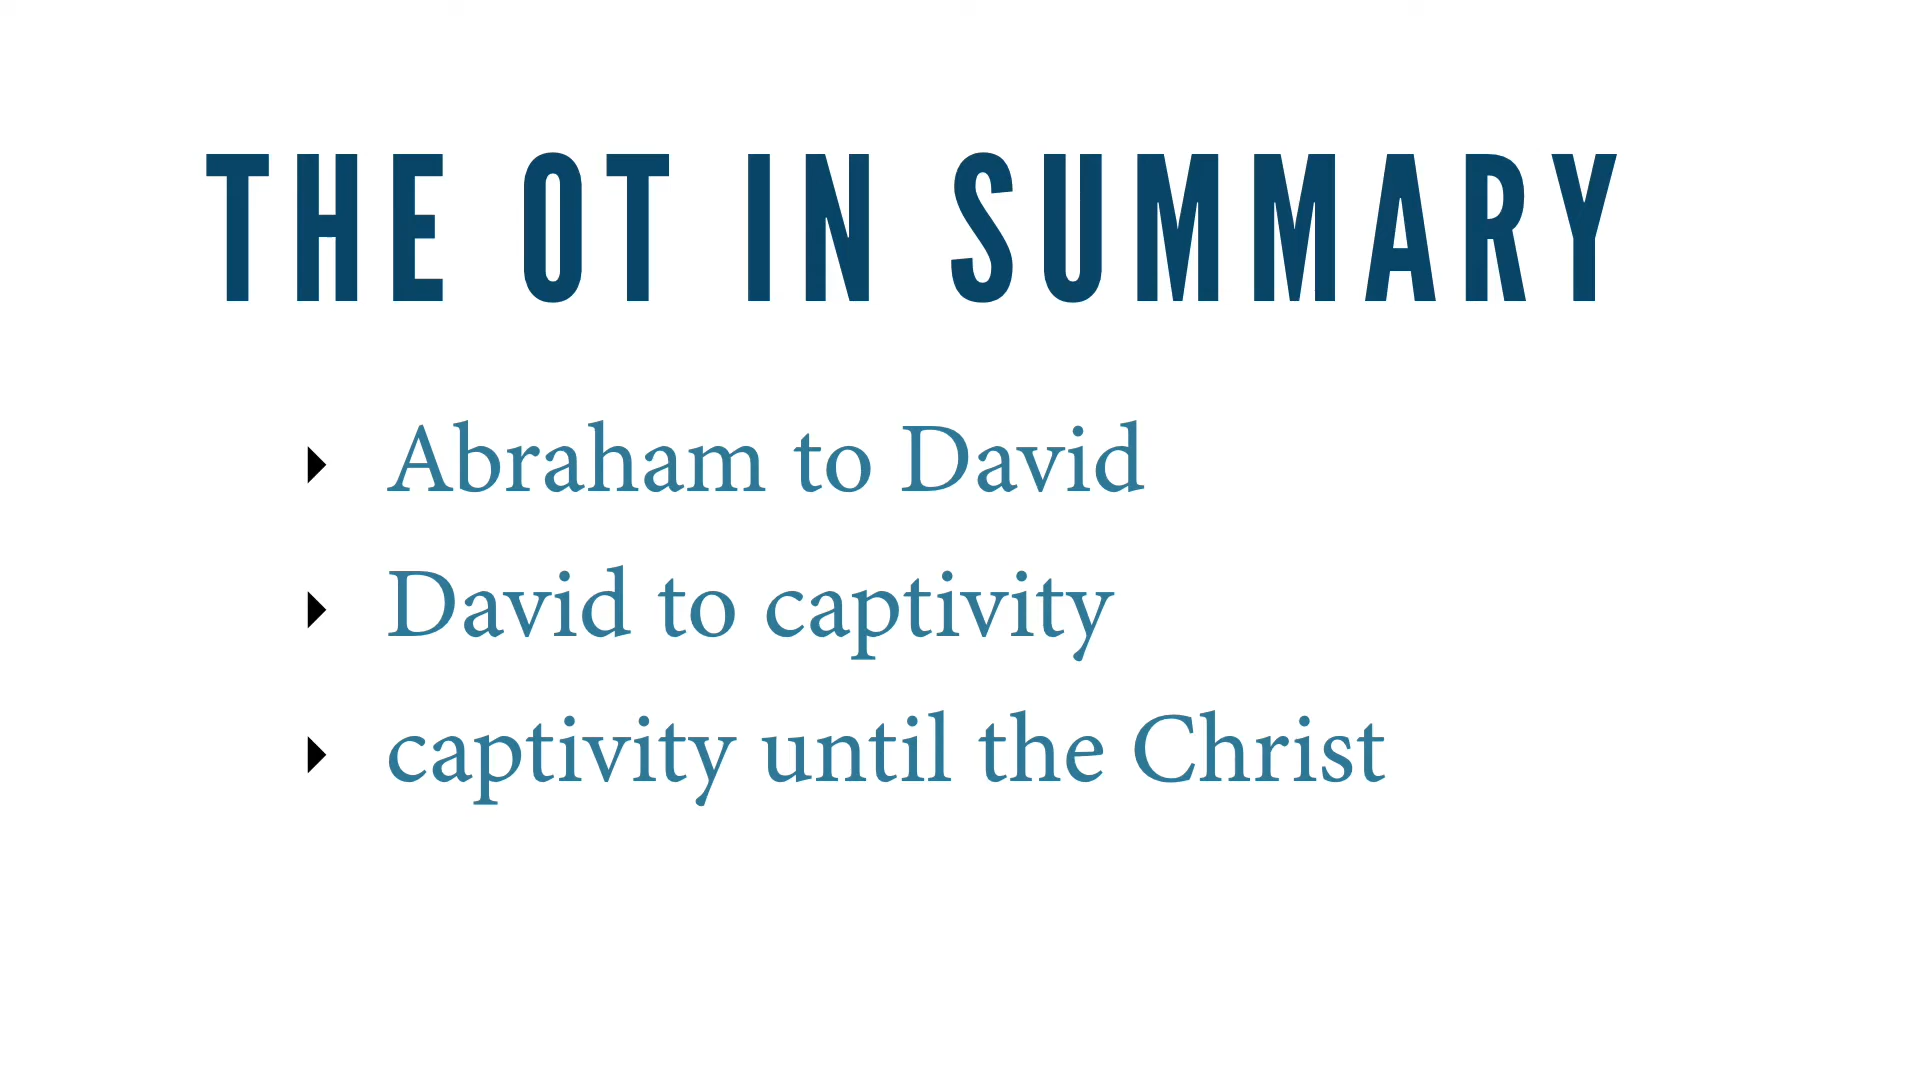 THE OT IN SUMMARY
Abraham to David
David to captivity
captivity until the Christ